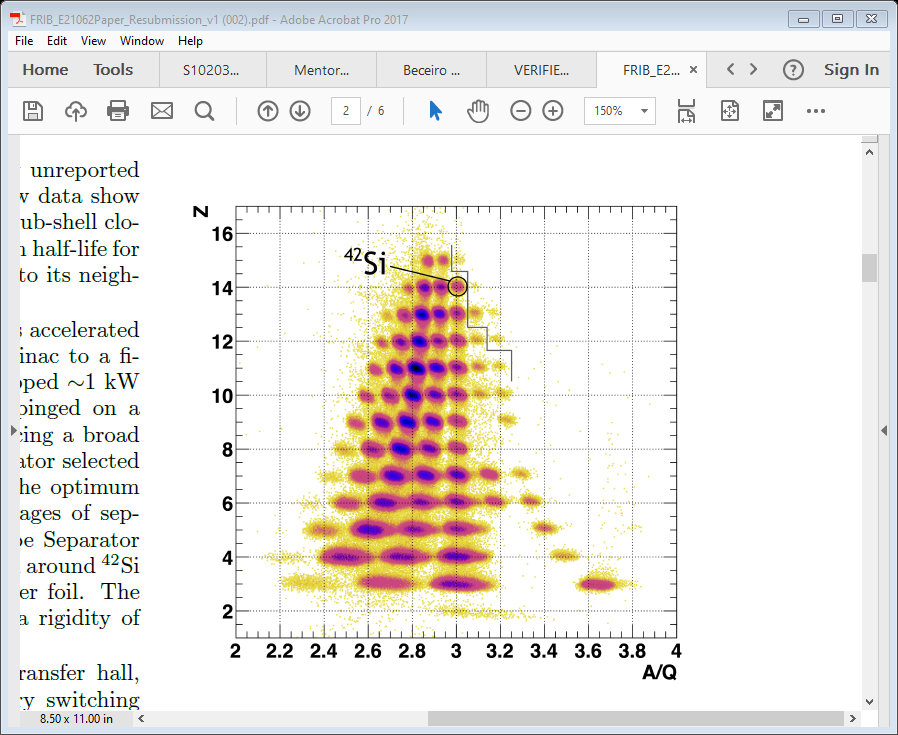 FRIB_E21062Paper_Resubmission_v1 (002).pdf - Adobe Acrobat Pro 2017
File Edit View Window Help
Home Tools S10203... Mentor... Beceiro ... VERIFIE... FRIB_E2... × ? Sign In
2 / 6 150%
unreported
data show
ub-shell clo-
half-life for
to its neigh-
accelerated
inac to a fi-
pped ~1 kW
pinged on a
cing a broad
ator selected
he optimum
ages of sep-
pe Separator
around ⁴²Si
er foil. The
a rigidity of
ransfer hall,
ry switching
Z
16
14
12
10
8
6
4
2
⁴²Si
2 2.2 2.4 2.6 2.8 3 3.2 3.4 3.6 3.8 4
A/Q
8.50 x 11.00 in